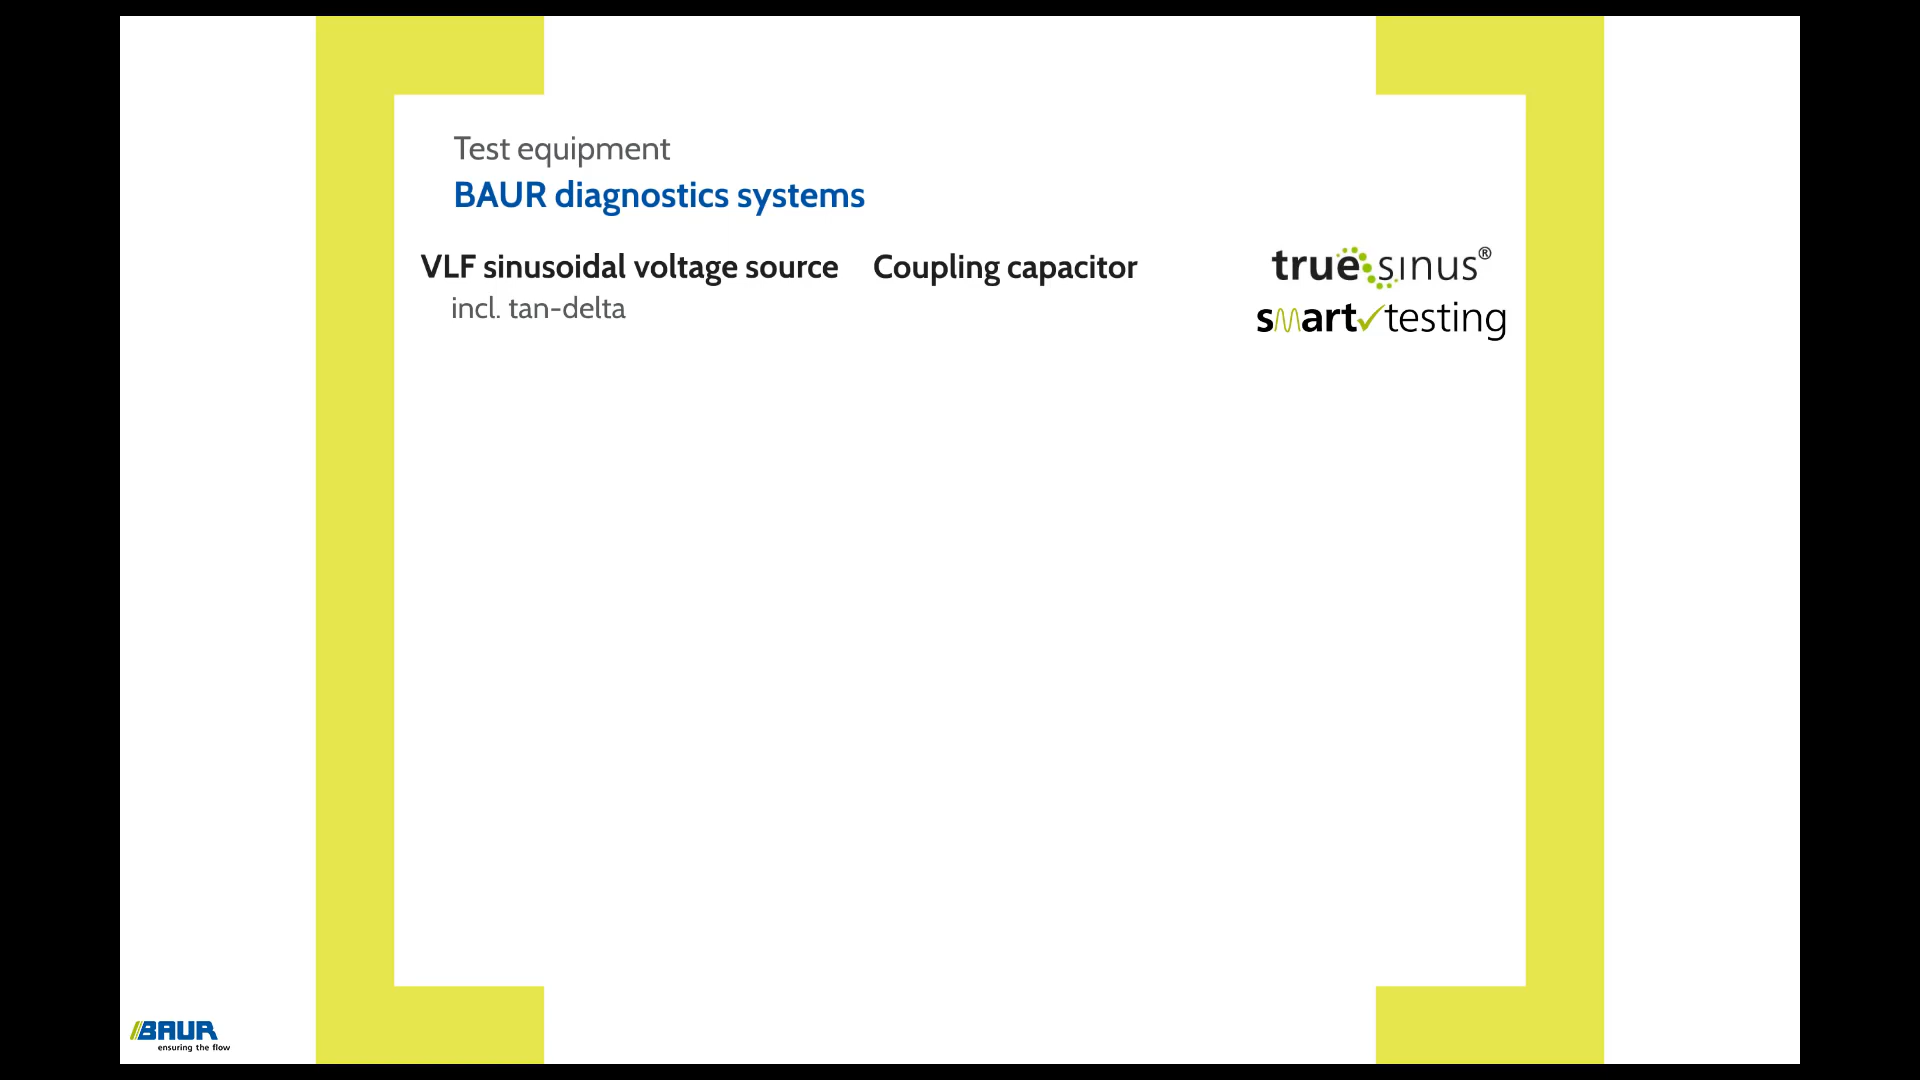 Test equipment
BAUR diagnostics systems
VLF sinusoidal voltage source
incl. tan-delta
Coupling capacitor
true sinus®
smart testing
BAUR
ensuring the flow